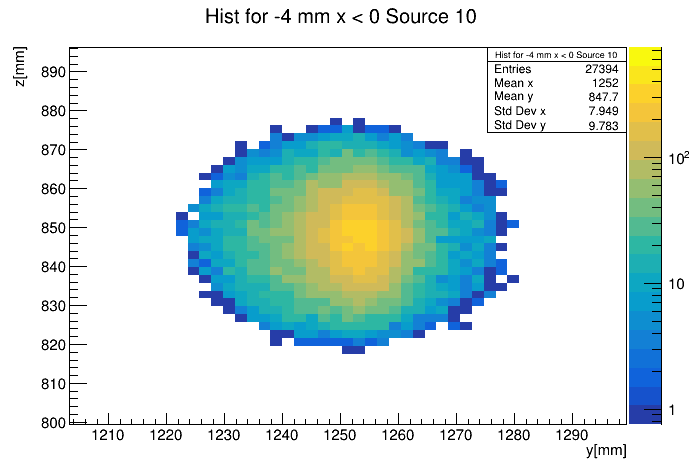 Hist for -4 mm x < 0 Source 10
z[mm]
Hist for -4 mm x < 0 Source 10
Entries 27394
Mean x 1252
Mean y 847.7
Std Dev x 7.949
Std Dev y 9.783
890
880
870
860
850
840
830
820
810
800
10²
10
1
1210 1220 1230 1240 1250 1260 1270 1280 1290
y[mm]